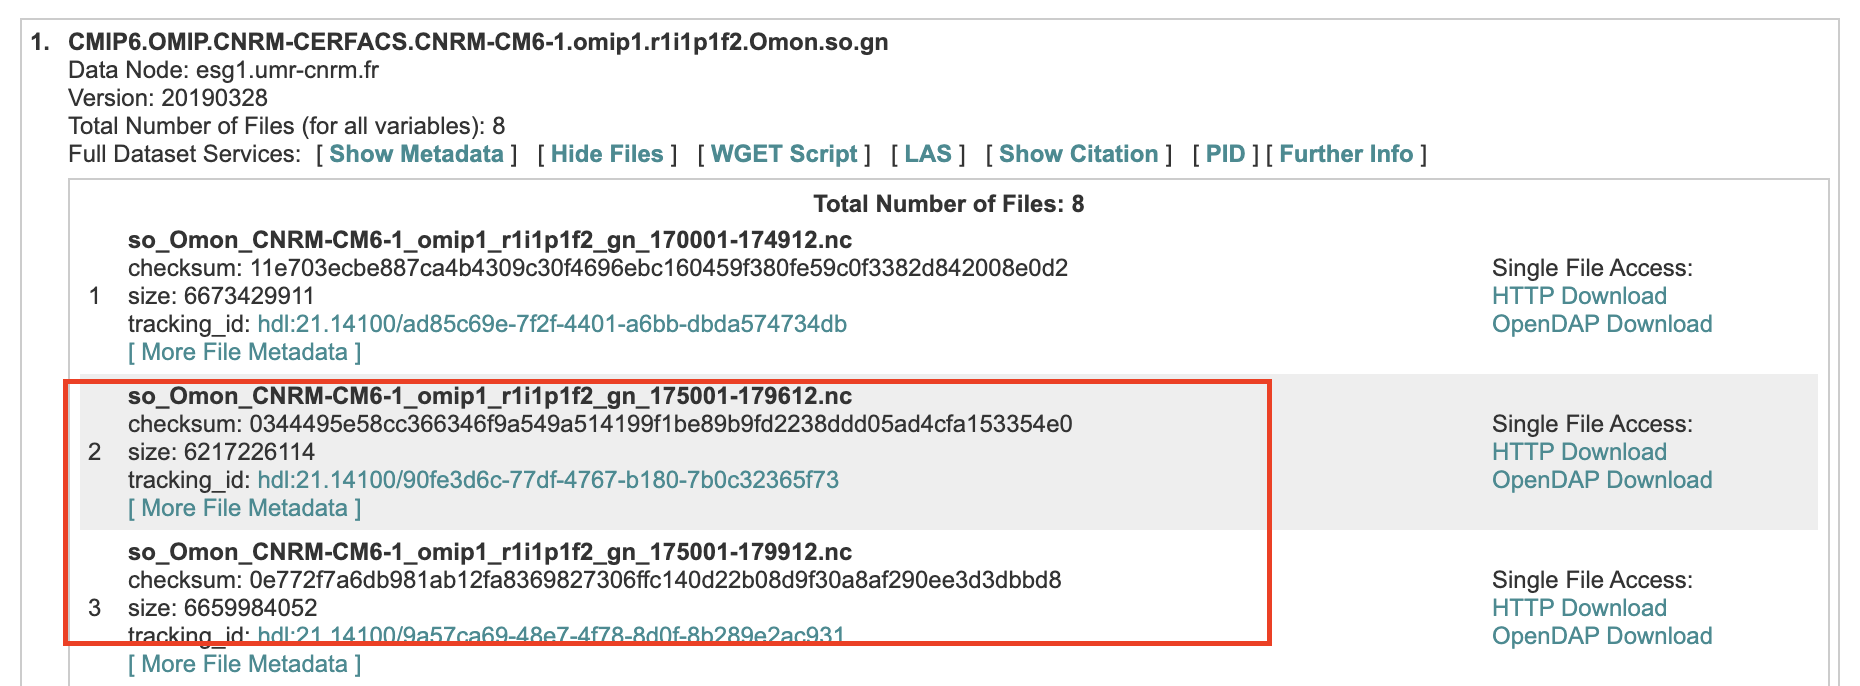 1. CMIP6.OMIP.CNRM-CERFACS.CNRM-CM6-1.omip1.r1i1p1f2.Omon.so.gn
Data Node: esg1.umr-cnrm.fr
Version: 20190328
Total Number of Files (for all variables): 8
Full Dataset Services: [ Show Metadata ] [ Hide Files ] [ WGET Script ] [ LAS ] [ Show Citation ] [ PID ] [ Further Info ]
Total Number of Files: 8
so_Omon_CNRM-CM6-1_omip1_r1i1p1f2_gn_170001-174912.nc
checksum: 11e703ecbe887ca4b4309c30f4696ebc160459f380fe59c0f3382d842008e0d2 Single File Access:
1 size: 6673429911 HTTP Download
tracking_id: hdl:21.14100/ad85c69e-7f2f-4401-a6bb-dbda574734db OpenDAP Download
[ More File Metadata ]
so_Omon_CNRM-CM6-1_omip1_r1i1p1f2_gn_175001-179612.nc
checksum: 0344495e58cc366346f9a549a514199f1be89b9fd2238ddd05ad4cfa153354e0 Single File Access:
2 size: 6217226114 HTTP Download
tracking_id: hdl:21.14100/90fe3d6c-77df-4767-b180-7b0c32365f73 OpenDAP Download
[ More File Metadata ]
so_Omon_CNRM-CM6-1_omip1_r1i1p1f2_gn_175001-179912.nc
checksum: 0e772f7a6db981ab12fa8369827306ffc140d22b08d9f30a8af290ee3d3dbbd8 Single File Access:
3 size: 6659984052 HTTP Download
tracking_id: hdl:21.14100/9a57ca69-48e7-4f78-8d0f-8b289e2ac931 OpenDAP Download
[ More File Metadata ]